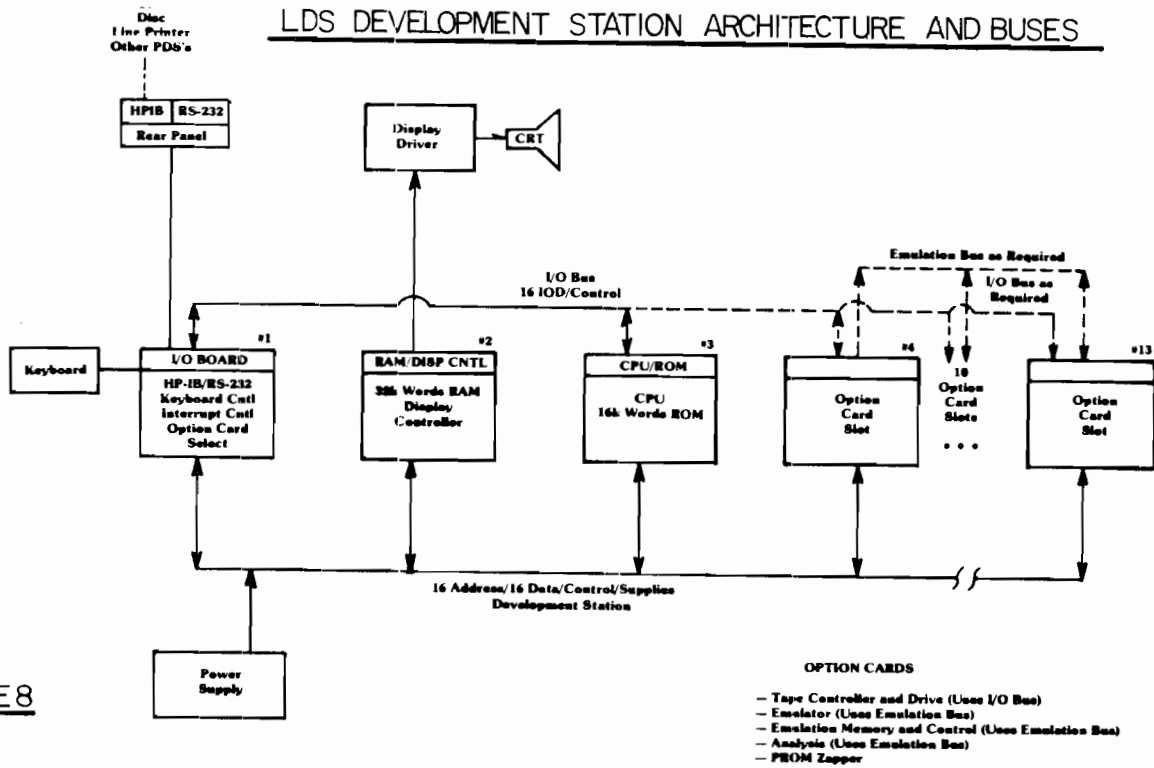 LDS DEVELOPMENT STATION ARCHITECTURE AND BUSES
Disc
Line Printer
Other PDS's
HPIB RS-232
Rear Panel
Display
Driver
CRT
Emulation Bus as Required
I/O Bus
16 IOD/Control
I/O Bus as
Required
Keyboard
#1
I/O BOARD
HP-IB/RS-232
Keyboard Cntl
Interrupt Cntl
Option Card
Select
#2
RAM/DISP CNTL
32k Words RAM
Display
Controller
#3
CPU/ROM
CPU
16k Words ROM
#4
Option
Card
Slot
10
Option
Card
Slots
...
#13
Option
Card
Slot
16 Address/16 Data/Control/Supplies
Development Station
Power
Supply
E8
OPTION CARDS
— Tape Controller and Drive (Uses I/O Bus)
— Emulator (Uses Emulation Bus)
— Emulation Memory and Control (Uses Emulation Bus)
— Analysis (Uses Emulation Bus)
— PROM Zapper